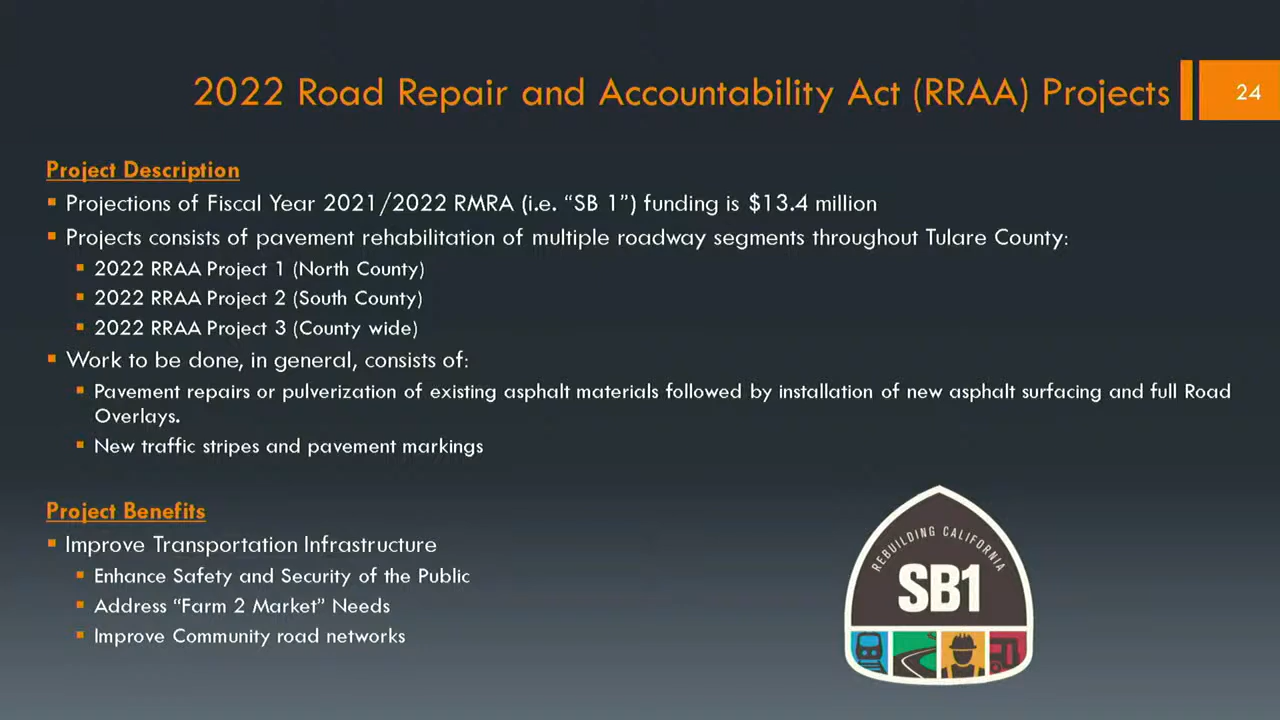 2022 Road Repair and Accountability Act (RRAA) Projects
24
Project Description
Projections of Fiscal Year 2021/2022 RMRA (i.e. “SB 1”) funding is $13.4 million
Projects consists of pavement rehabilitation of multiple roadway segments throughout Tulare County:
2022 RRAA Project 1 (North County)
2022 RRAA Project 2 (South County)
2022 RRAA Project 3 (County wide)
Work to be done, in general, consists of:
Pavement repairs or pulverization of existing asphalt materials followed by installation of new asphalt surfacing and full Road
Overlays.
New traffic stripes and pavement markings
Project Benefits
Improve Transportation Infrastructure
Enhance Safety and Security of the Public
Address “Farm 2 Market” Needs
Improve Community road networks
REBUILDING CALIFORNIA
SB1